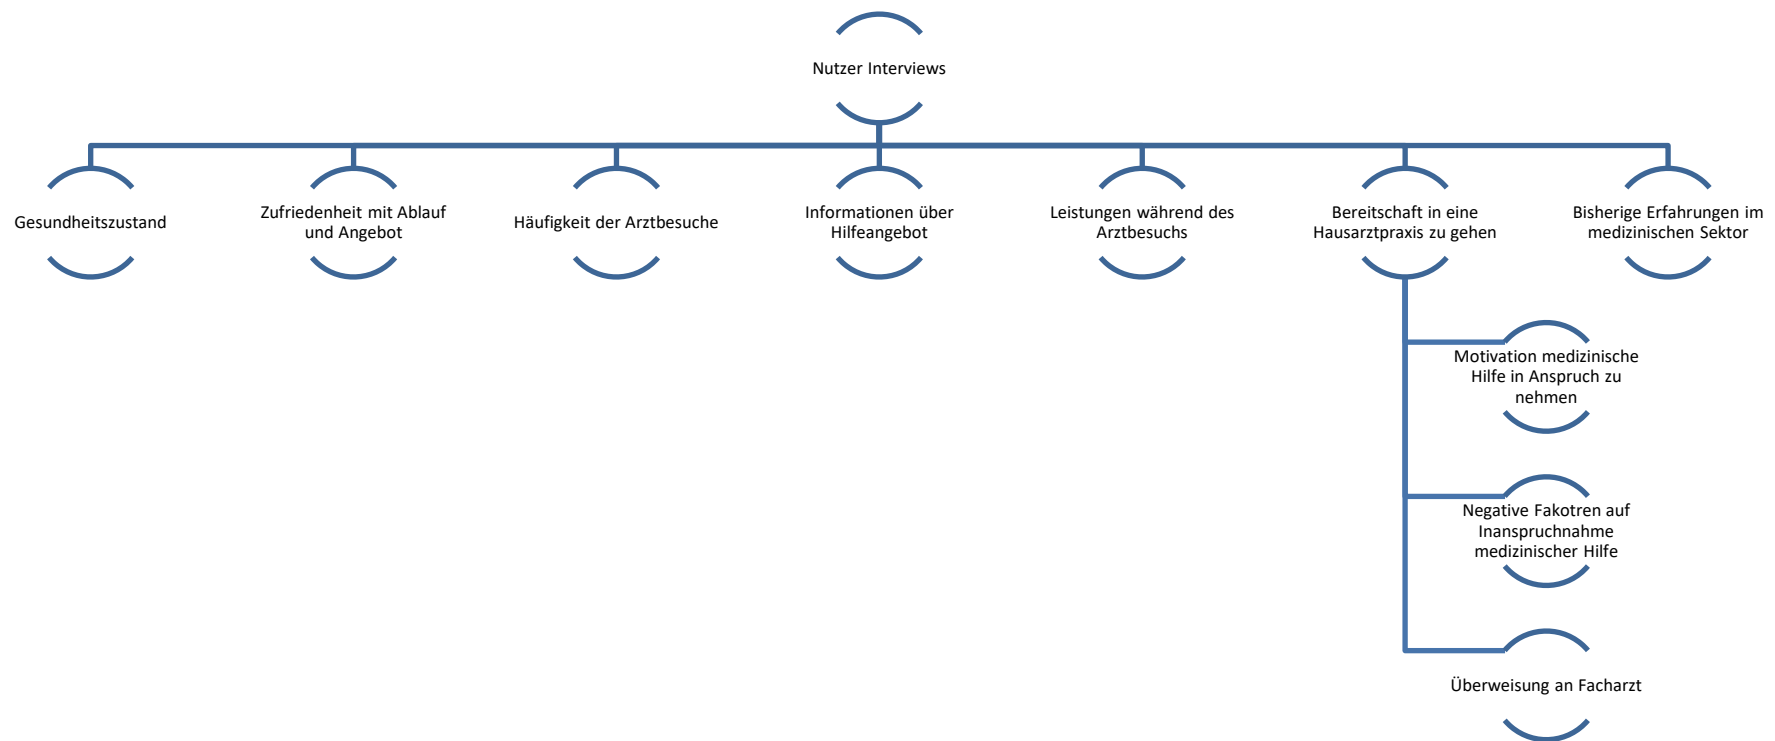 Nutzer Interviews
Gesundheitszustand
Zufriedenheit mit Ablauf
und Angebot
Häufigkeit der Arztbesuche
Informationen über
Hilfeangebot
Leistungen während des
Arztbesuchs
Bereitschaft in eine
Hausarztpraxis zu gehen
Bisherige Erfahrungen im
medizinischen Sektor
Motivation medizinische
Hilfe in Anspruch zu
nehmen
Negative Fakotren auf
Inanspruchnahme
medizinischer Hilfe
Überweisung an Facharzt